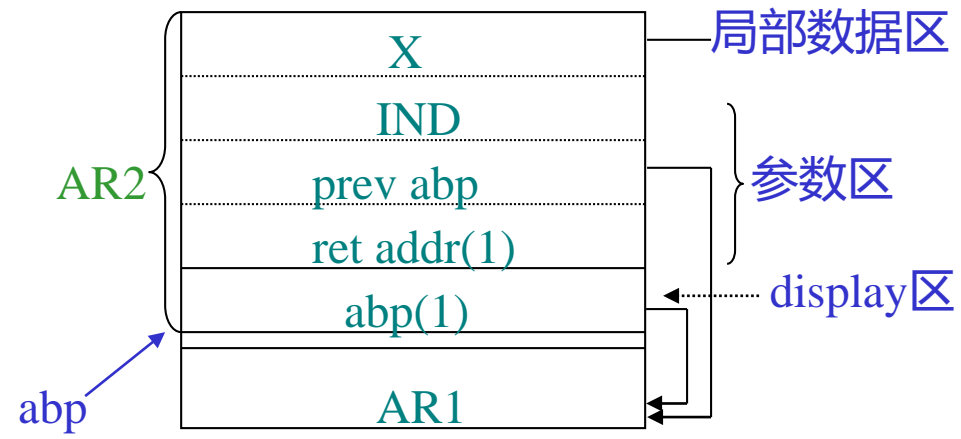 X
局部数据区
IND
AR2
prev abp
参数区
ret addr(1)
display区
abp(1)
abp
AR1